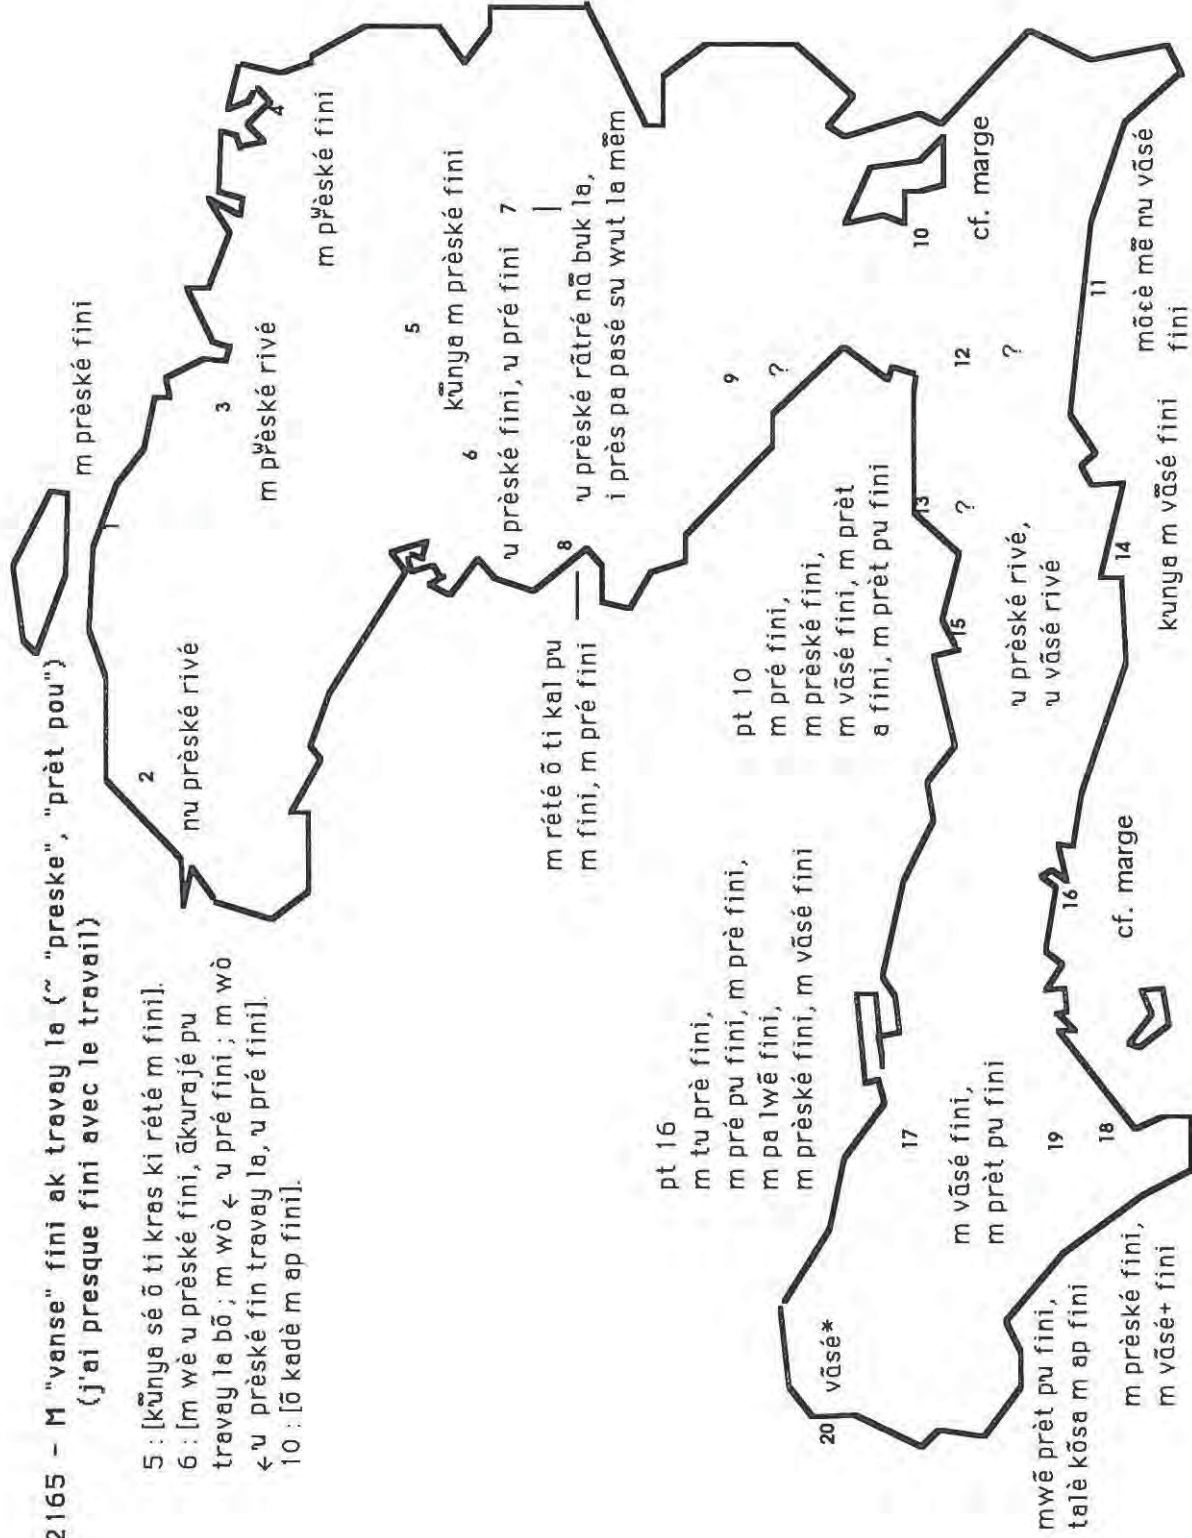 2165 – M "vanse" fini ak travay la (~ "preske", "prèt pou")
(j'ai presque fini avec le travail)
5 : [kũnya sé õ ti kras ki rété m fini].
6 : [m wè u prèské fini, ãkurajé pu
travay la bõ ; m wò ← u pré fini ; m wò
← u prèské fin travay la, u pré fini].
10 : [õ kadè m ap fini].
m prèské fini
1
2
nu prèské rivé
3
m pʷrèské rivé
4
m pʷrèské fini
5
kũnya m prèské fini
6
u prèské fini, u pré fini 7
u prèské rãtré nã buk la,
i près pa pasé su wut la mẽm
8
m rété õ ti kal pu
m fini, m pré fini
9
?
10
cf. marge
pt 10
m pré fini,
m prèské fini,
m vãsé fini, m prèt
a fini, m prèt pu fini
11
mãcè mẽ nu vãsé
fini
12
?
13
?
14
kunya m vãsé fini
15
u prèské rivé,
u vãsé rivé
16
cf. marge
pt 16
m tu prè fini,
m pré pu fini, m prè fini,
m pa lwẽ fini,
m prèské fini, m vãsé fini
17
m vãsé fini,
m prèt pu fini
18
m prèské fini,
m vãsé+ fini
19
mwẽ prèt pu fini,
talè kõsa m ap fini
20
vãsé*